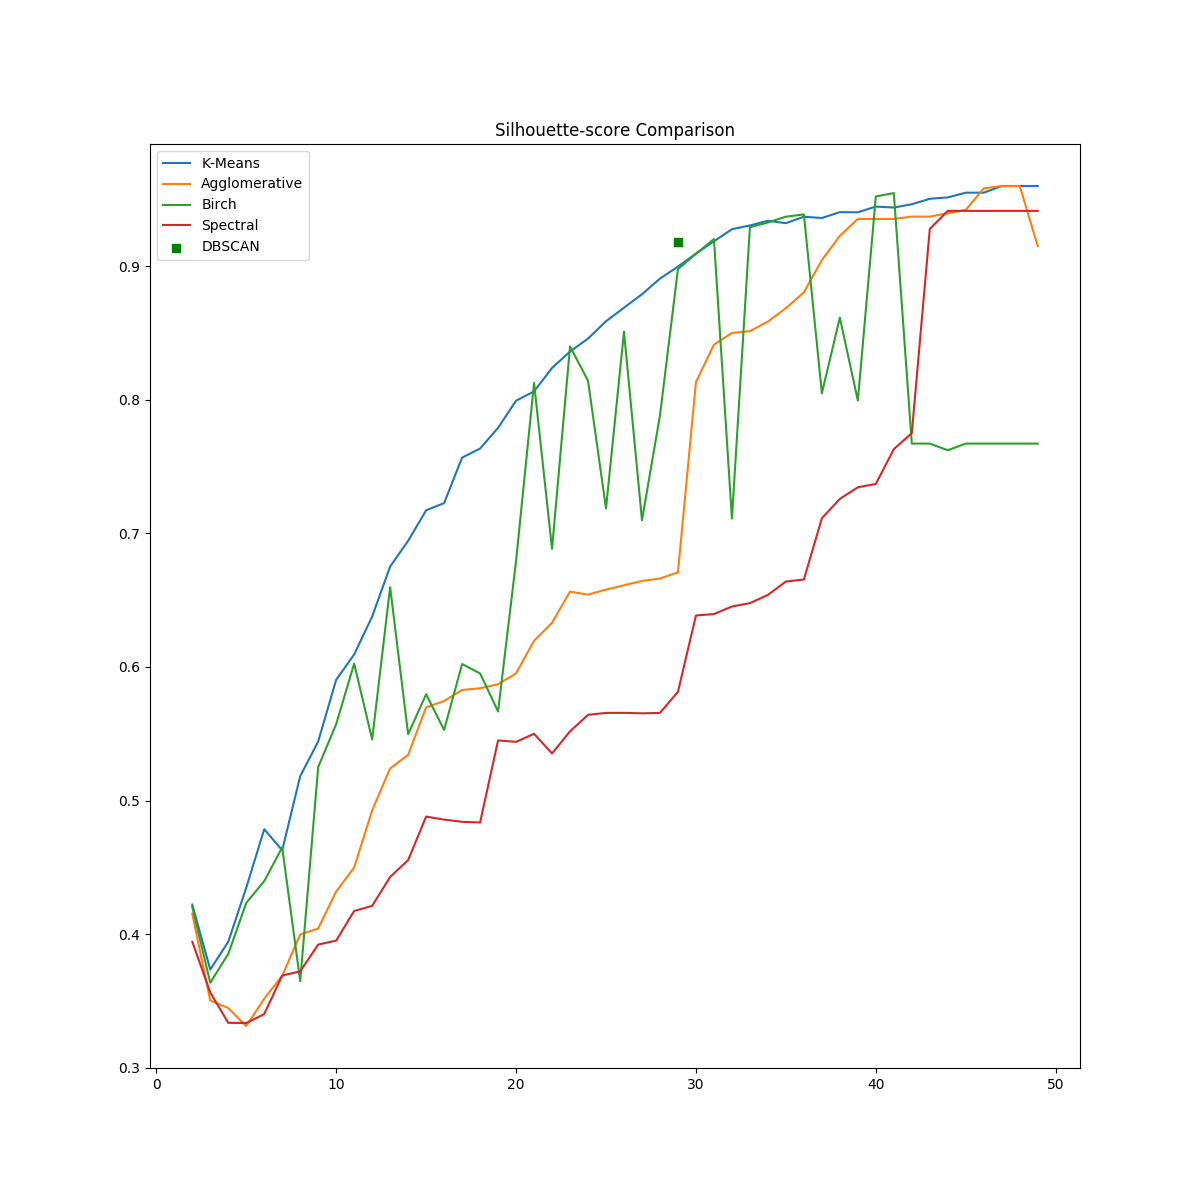 Silhouette-score Comparison
K-Means
Agglomerative
Birch
Spectral
DBSCAN
0.9
0.8
0.7
0.6
0.5
0.4
0.3
0 10 20 30 40 50